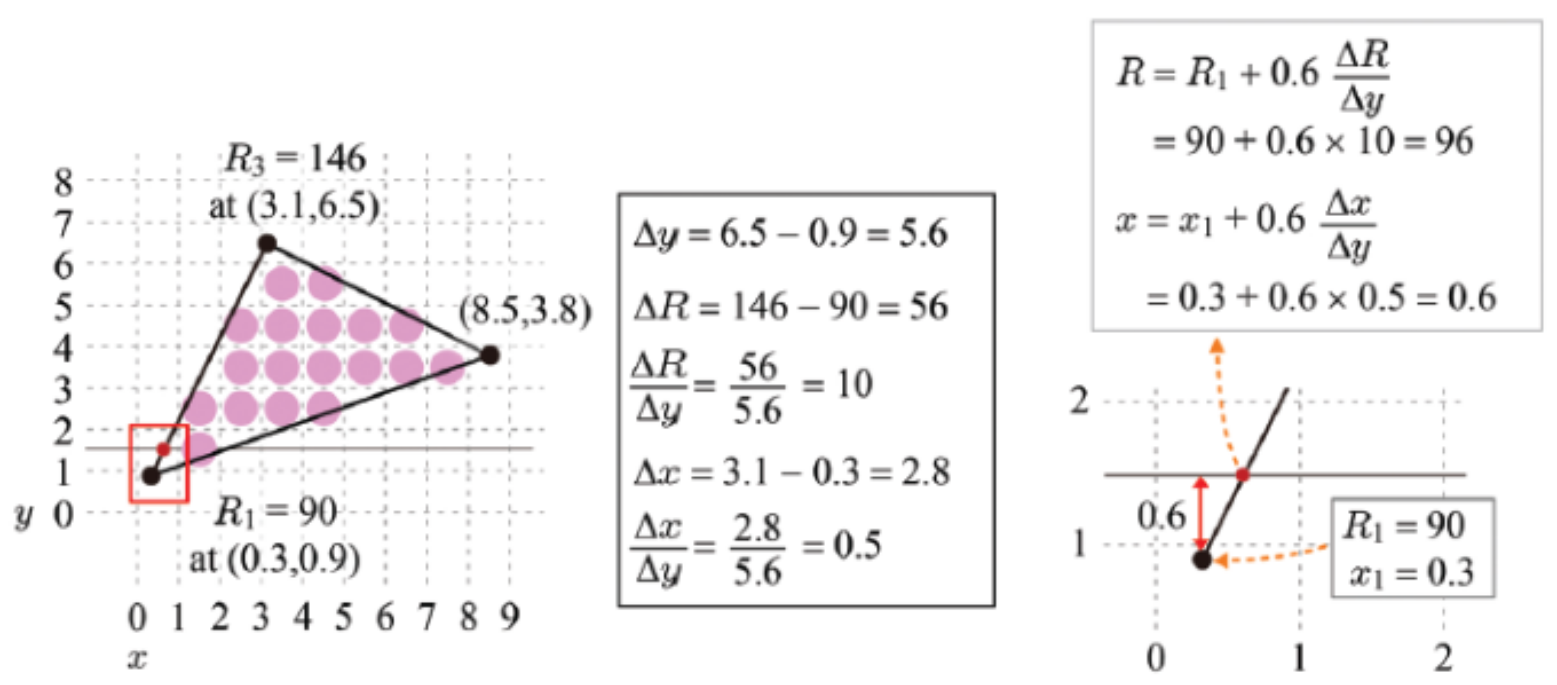 R₃ = 146
at (3.1,6.5)
8
7
6
5
4
3
2
1
y 0
(8.5,3.8)
R₁ = 90
at (0.3,0.9)
0 1 2 3 4 5 6 7 8 9
x
Δy = 6.5 – 0.9 = 5.6
ΔR = 146 – 90 = 56
ΔR/Δy = 56/5.6 = 10
Δx = 3.1 – 0.3 = 2.8
Δx/Δy = 2.8/5.6 = 0.5
R = R₁ + 0.6 ΔR/Δy
= 90 + 0.6 × 10 = 96
x = x₁ + 0.6 Δx/Δy
= 0.3 + 0.6 × 0.5 = 0.6
2
1
0.6
R₁ = 90
x₁ = 0.3
0 1 2